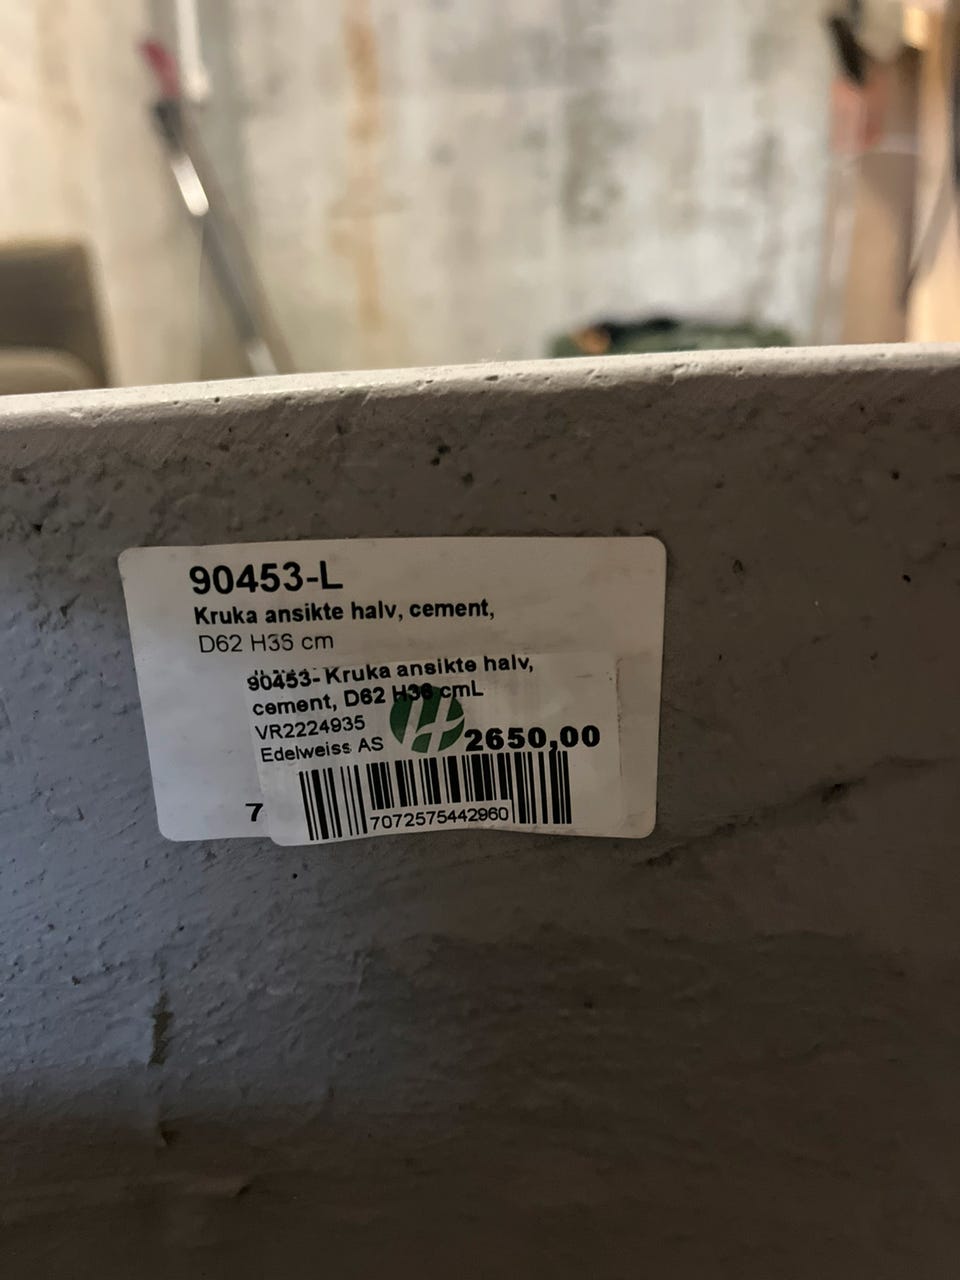 90453-L
Kruka ansikte halv, cement,
D62 H36 cm
90453- Kruka ansikte halv,
cement, D62 H36 cmL
VR2224935
Edelweiss AS
2650,00
7
7072575442960